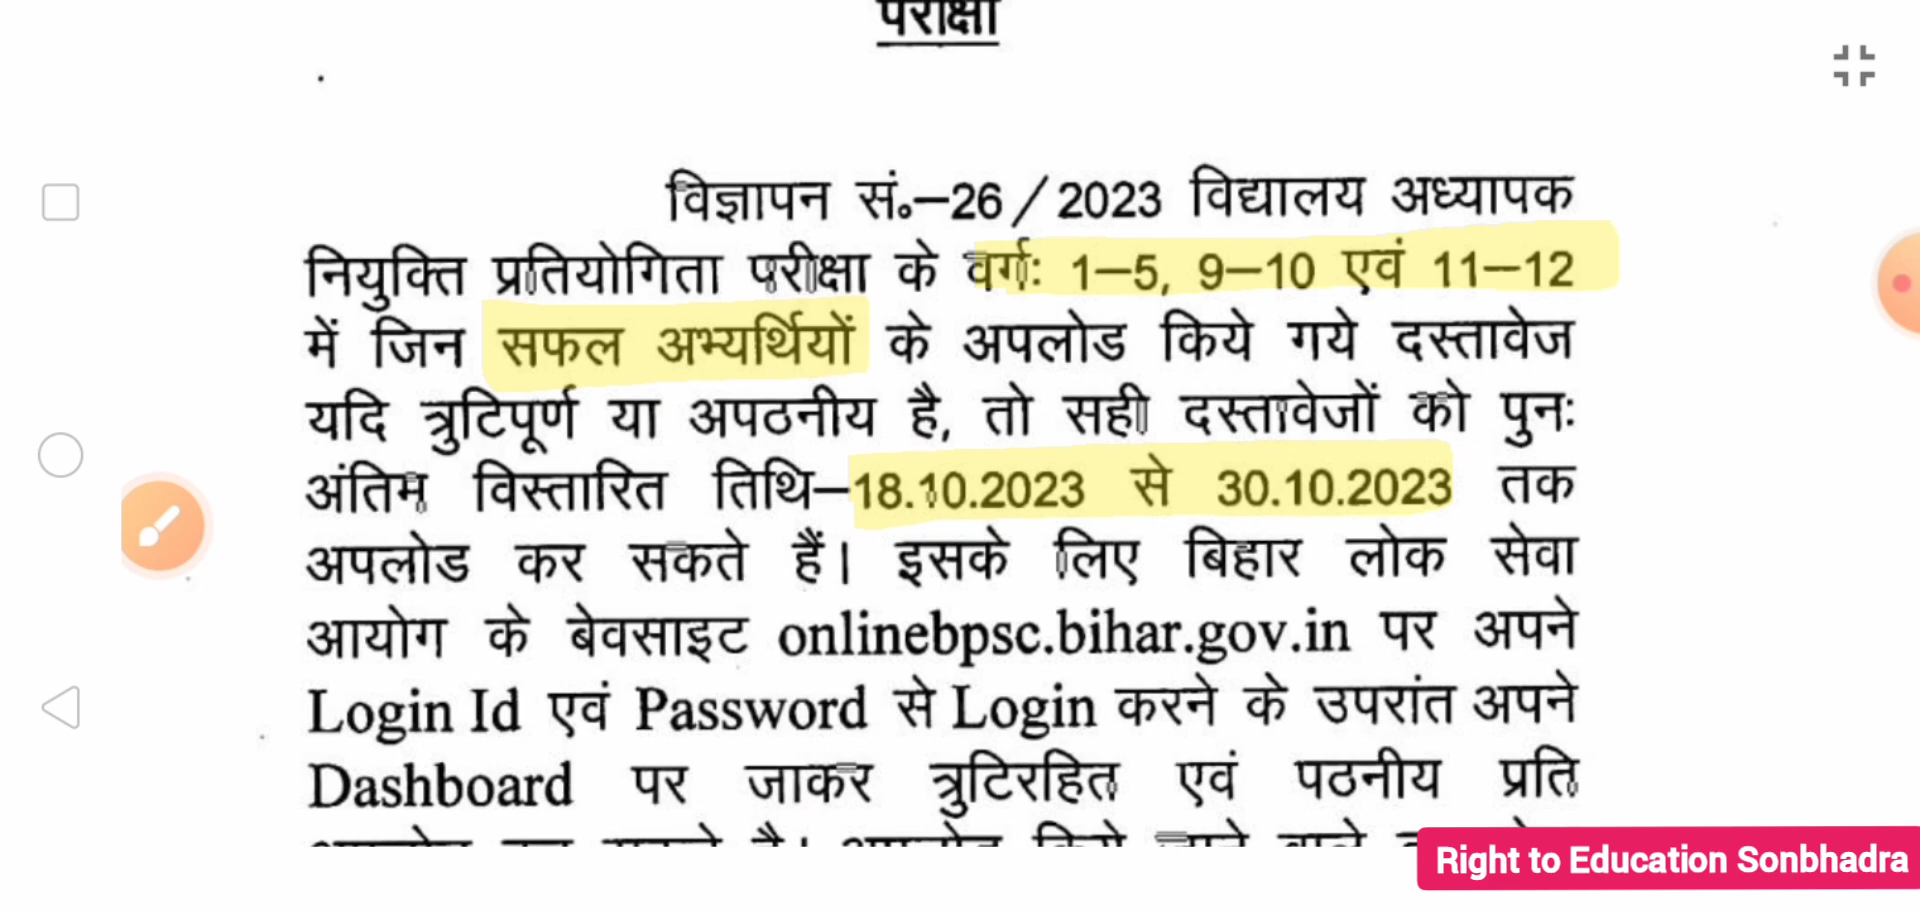 परीक्षा
विज्ञापन सं०–26/2023 विद्यालय अध्यापक
नियुक्ति प्रतियोगिता परीक्षा के वर्गः 1–5, 9–10 एवं 11–12
में जिन सफल अभ्यर्थियों के अपलोड किये गये दस्तावेज
यदि त्रुटिपूर्ण या अपठनीय है, तो सही दस्तावेजों को पुनः
अंतिम विस्तारित तिथि–18.10.2023 से 30.10.2023 तक
अपलोड कर सकते हैं। इसके लिए बिहार लोक सेवा
आयोग के बेवसाइट onlinebpsc.bihar.gov.in पर अपने
Login Id एवं Password से Login करने के उपरांत अपने
Dashboard पर जाकर त्रुटिरहित एवं पठनीय प्रति
Right to Education Sonbhadra